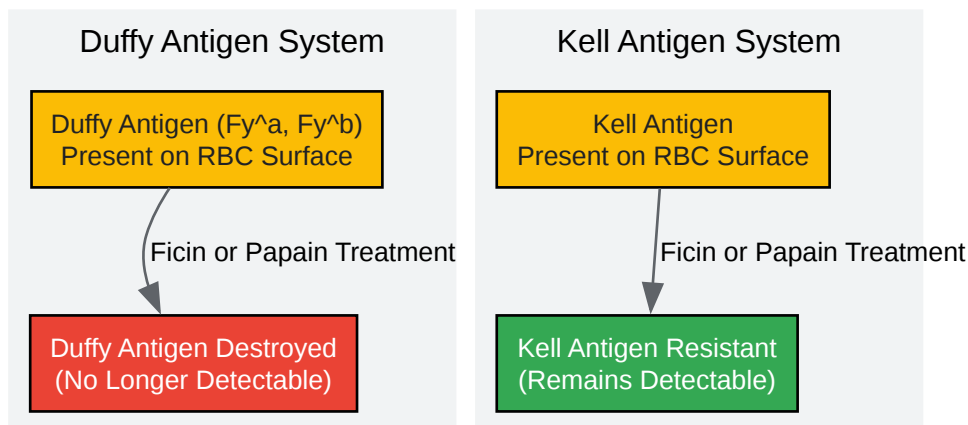 Duffy Antigen System
Duffy Antigen (Fy^a, Fy^b)
Present on RBC Surface
Ficin or Papain Treatment
Duffy Antigen Destroyed
(No Longer Detectable)
Kell Antigen System
Kell Antigen
Present on RBC Surface
Ficin or Papain Treatment
Kell Antigen Resistant
(Remains Detectable)